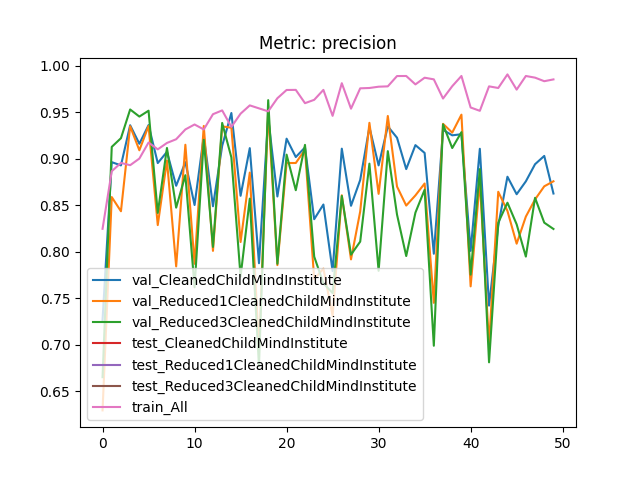 Metric: precision
1.00
0.95
0.90
0.85
0.80
0.75
0.70
0.65
val_CleanedChildMindInstitute
val_Reduced1CleanedChildMindInstitute
val_Reduced3CleanedChildMindInstitute
test_CleanedChildMindInstitute
test_Reduced1CleanedChildMindInstitute
test_Reduced3CleanedChildMindInstitute
train_All
0 10 20 30 40 50